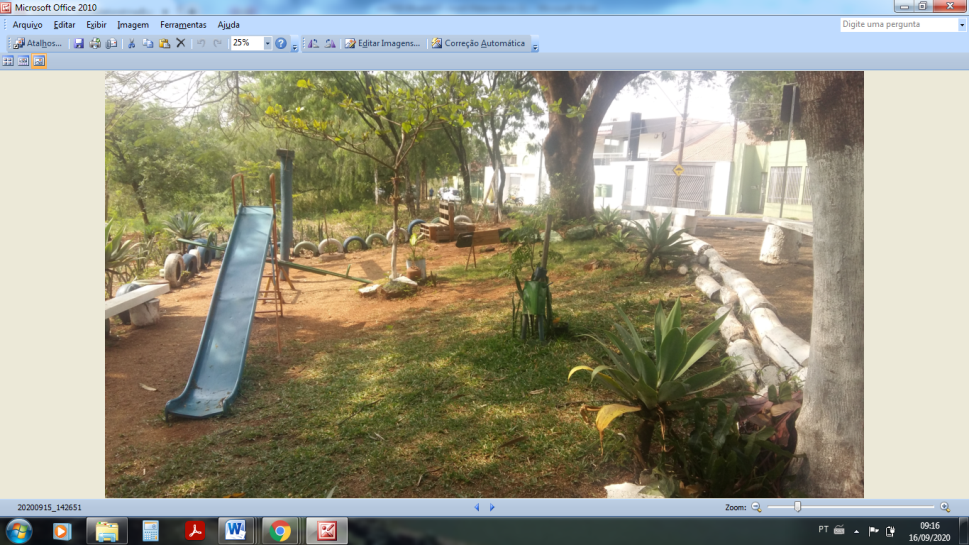 Microsoft Office 2010
Arquivo Editar Exibir Imagem Ferramentas Ajuda
Digite uma pergunta
Atalhos... 25% Editar Imagens... Correção Automática
20200915_142651
Zoom:
PT
09:16
16/09/2020